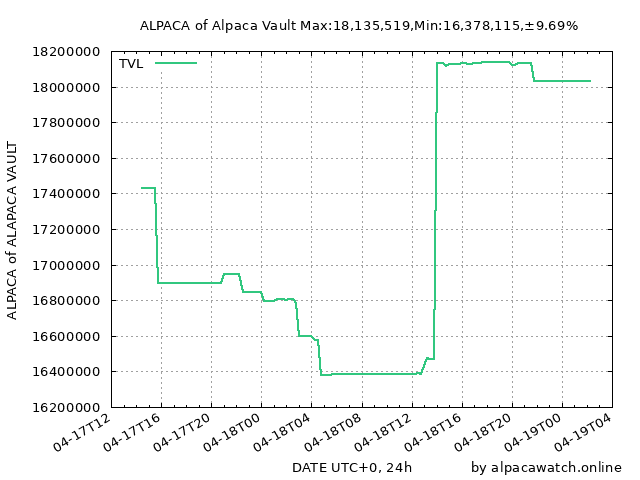 ALPACA of Alpaca Vault Max:18,135,519,Min:16,378,115,±9.69%
TVL
18200000
18000000
17800000
17600000
17400000
17200000
17000000
16800000
16600000
16400000
16200000
ALPACA of ALAPACA VAULT
04-17T12
04-17T16
04-17T20
04-18T00
04-18T04
04-18T08
04-18T12
04-18T16
04-18T20
04-19T00
04-19T04
DATE UTC+0, 24h
by alpacawatch.online